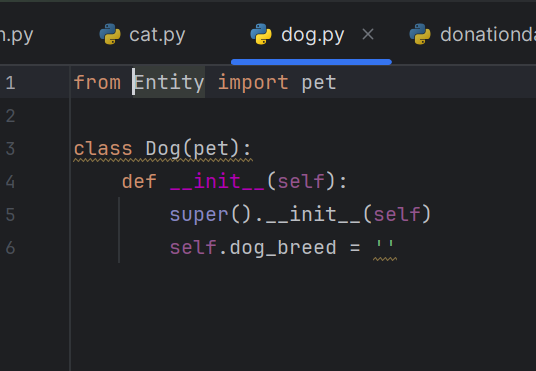 n.py cat.py dog.py donationda
1 from Entity import pet
2
3 class Dog(pet):
4 def __init__(self):
5 super().__init__(self)
6 self.dog_breed = ''